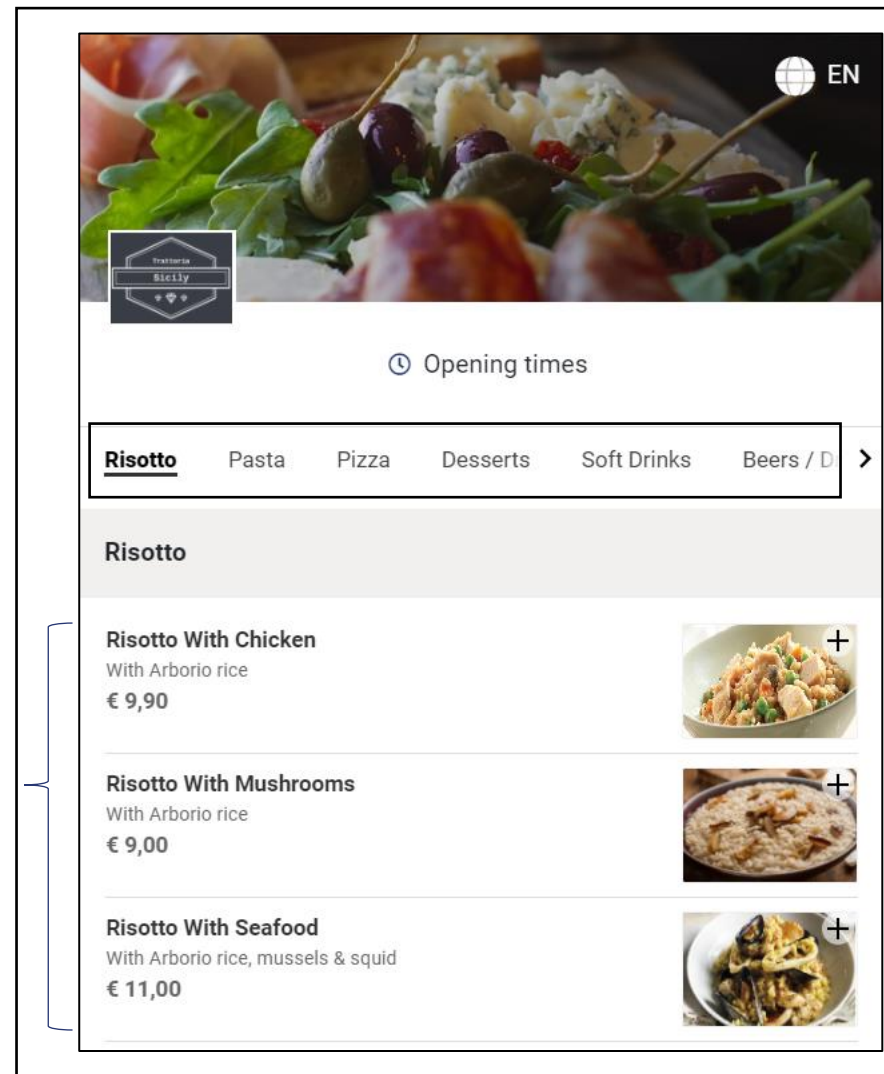 EN
Trattoria
Sicily
Opening times
Risotto Pasta Pizza Desserts Soft Drinks Beers / D
Risotto
Risotto With Chicken
With Arborio rice
€ 9,90
Risotto With Mushrooms
With Arborio rice
€ 9,00
Risotto With Seafood
With Arborio rice, mussels & squid
€ 11,00